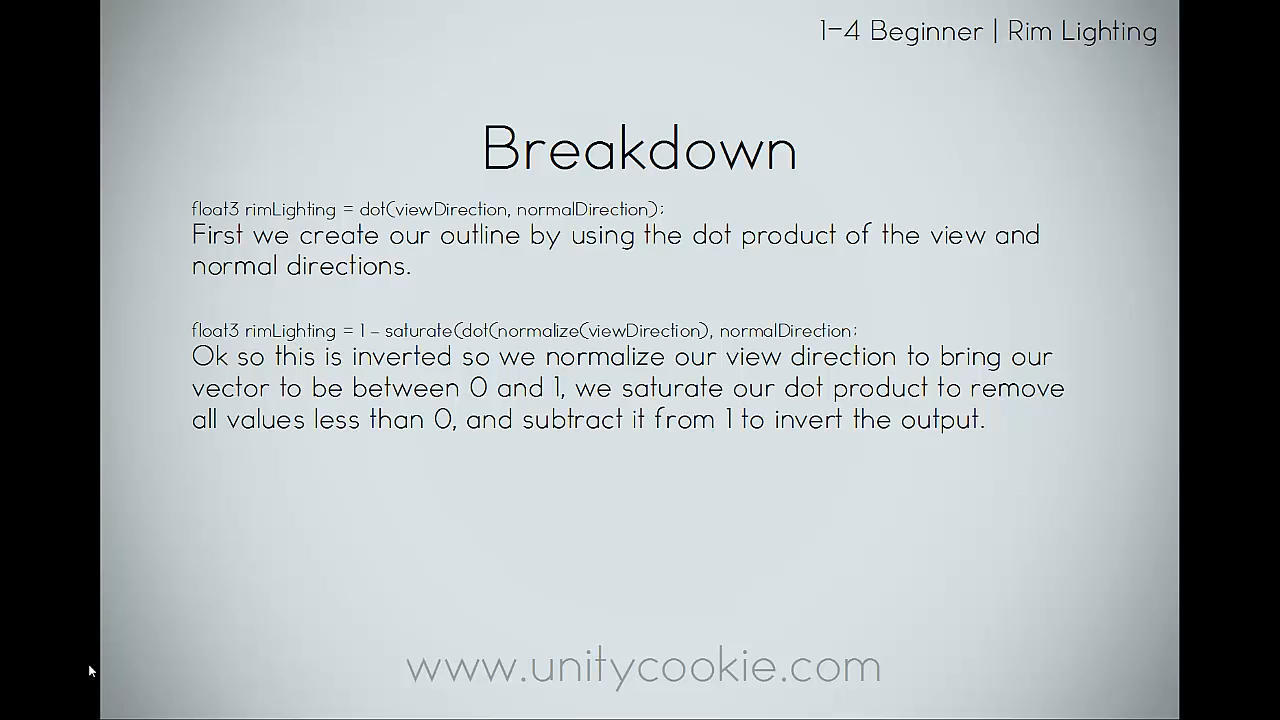 1-4 Beginner | Rim Lighting
Breakdown
float3 rimLighting = dot(viewDirection, normalDirection);
First we create our outline by using the dot product of the view and
normal directions.
float3 rimLighting = 1 - saturate(dot(normalize(viewDirection), normalDirection;
Ok so this is inverted so we normalize our view direction to bring our
vector to be between 0 and 1, we saturate our dot product to remove
all values less than 0, and subtract it from 1 to invert the output.
www.unitycookie.com